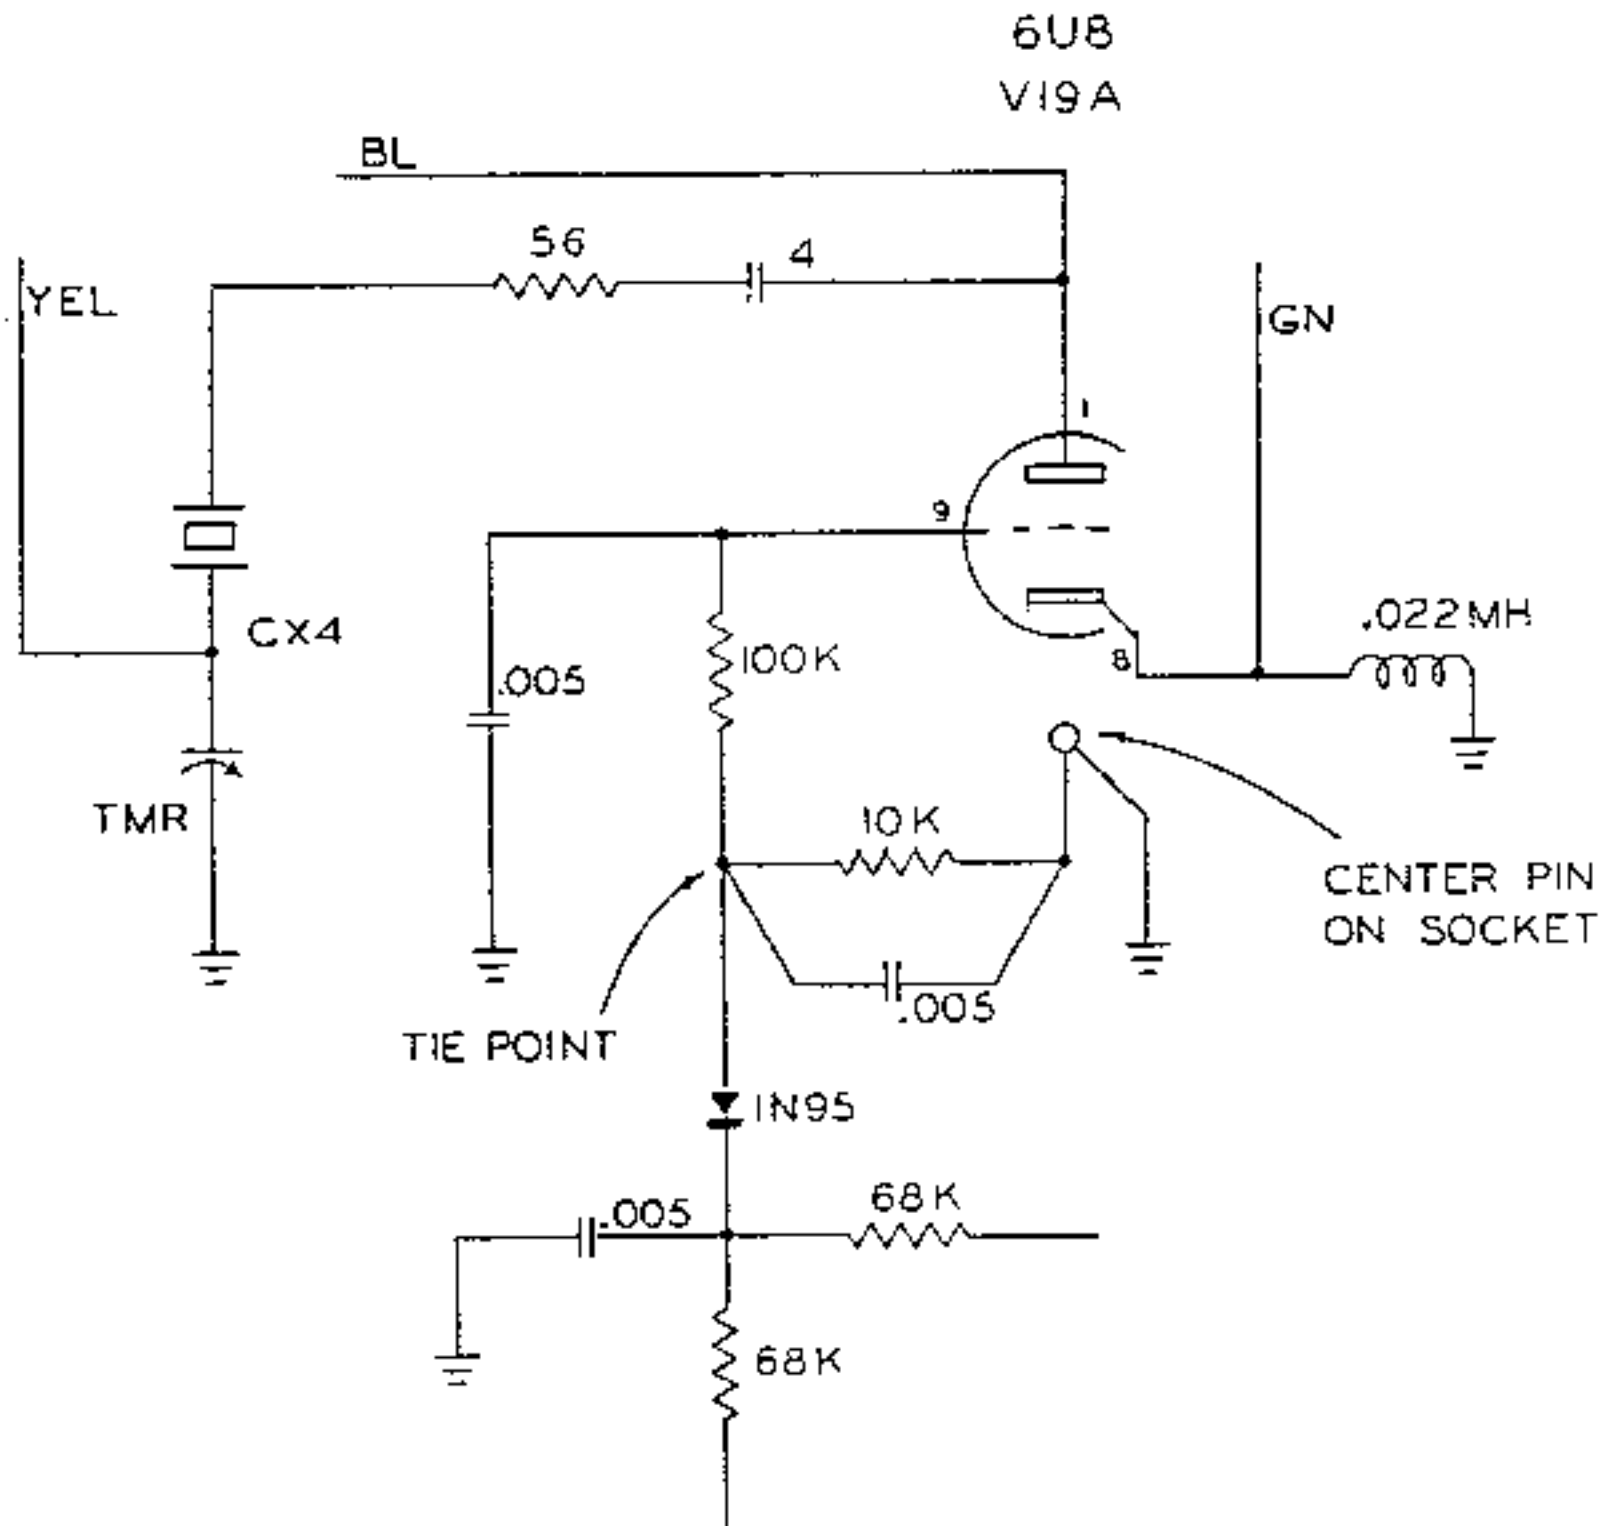 6U8
V19A
BL
56
4
YEL
GN
1
9
CX4
.022MH
8
100K
.005
TMR
10K
CENTER PIN
ON SOCKET
.005
TIE POINT
IN95
.005
68K
68K